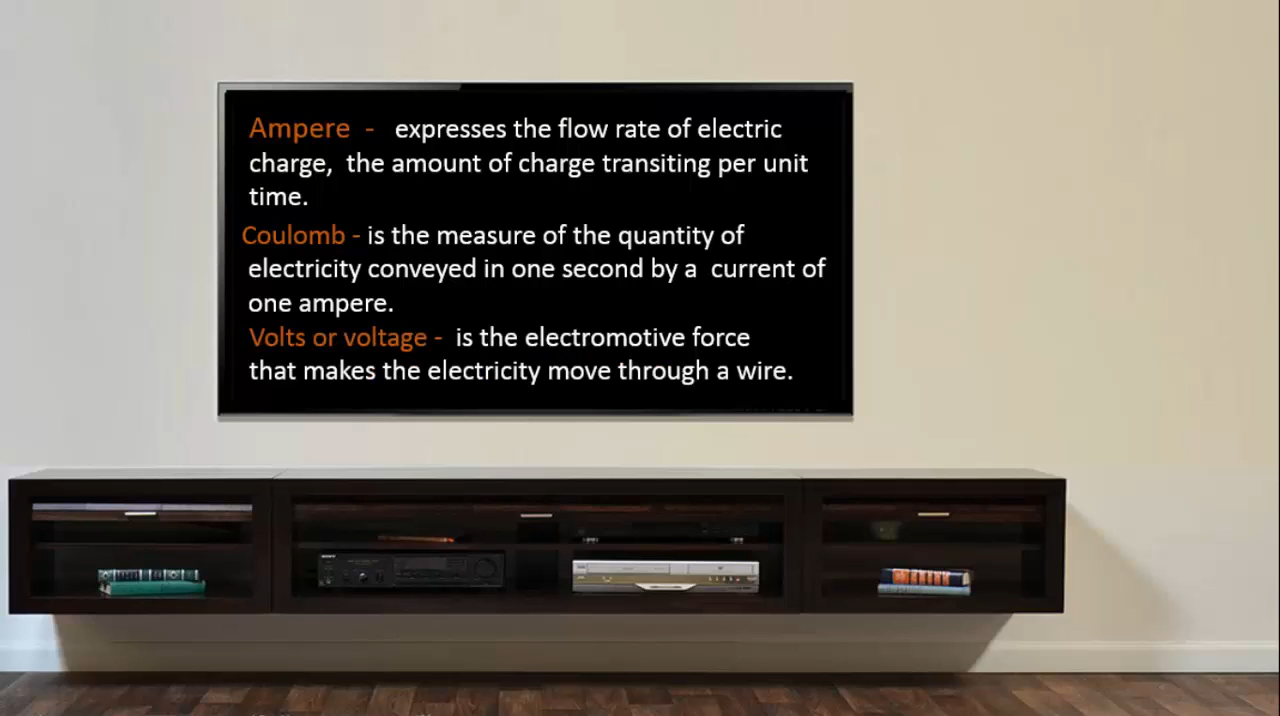 Ampere - expresses the flow rate of electric
charge, the amount of charge transiting per unit
time.
Coulomb - is the measure of the quantity of
electricity conveyed in one second by a current of
one ampere.
Volts or voltage - is the electromotive force
that makes the electricity move through a wire.